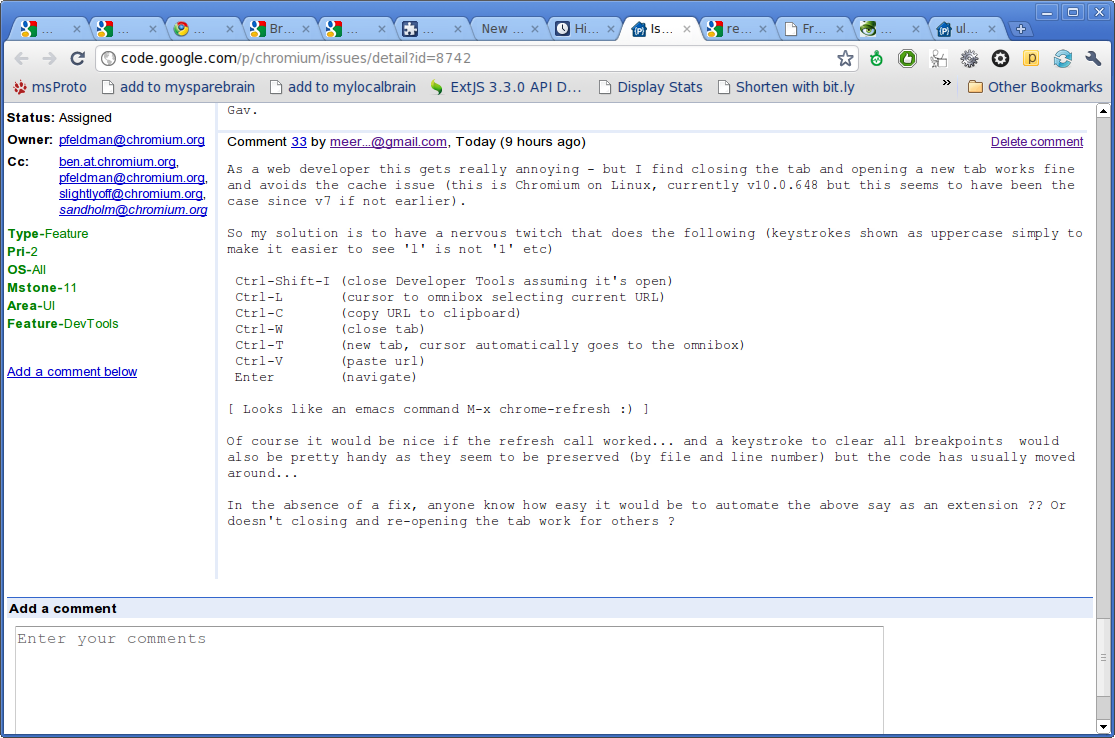 ... ... ... Br... ... ... New ... Hi... Is... re... Fr... ... ul...
code.google.com/p/chromium/issues/detail?id=8742
msProto add to mysparebrain add to mylocalbrain ExtJS 3.3.0 API D... Display Stats Shorten with bit.ly » Other Bookmarks
Status: Assigned
Owner: pfeldman@chromium.org
Cc: ben.at.chromium.org,
pfeldman@chromium.org,
slightlyoff@chromium.org,
sandholm@chromium.org
Type-Feature
Pri-2
OS-All
Mstone-11
Area-UI
Feature-DevTools
Add a comment below
Gav.
Comment 33 by meer...@gmail.com, Today (9 hours ago) Delete comment
As a web developer this gets really annoying - but I find closing the tab and opening a new tab works fine
and avoids the cache issue (this is Chromium on Linux, currently v10.0.648 but this seems to have been the
case since v7 if not earlier).
So my solution is to have a nervous twitch that does the following (keystrokes shown as uppercase simply to
make it easier to see 'l' is not '1' etc)
Ctrl-Shift-I (close Developer Tools assuming it's open)
Ctrl-L (cursor to omnibox selecting current URL)
Ctrl-C (copy URL to clipboard)
Ctrl-W (close tab)
Ctrl-T (new tab, cursor automatically goes to the omnibox)
Ctrl-V (paste url)
Enter (navigate)
[ Looks like an emacs command M-x chrome-refresh :) ]
Of course it would be nice if the refresh call worked... and a keystroke to clear all breakpoints would
also be pretty handy as they seem to be preserved (by file and line number) but the code has usually moved
around...
In the absence of a fix, anyone know how easy it would be to automate the above say as an extension ?? Or
doesn't closing and re-opening the tab work for others ?
Add a comment
Enter your comments